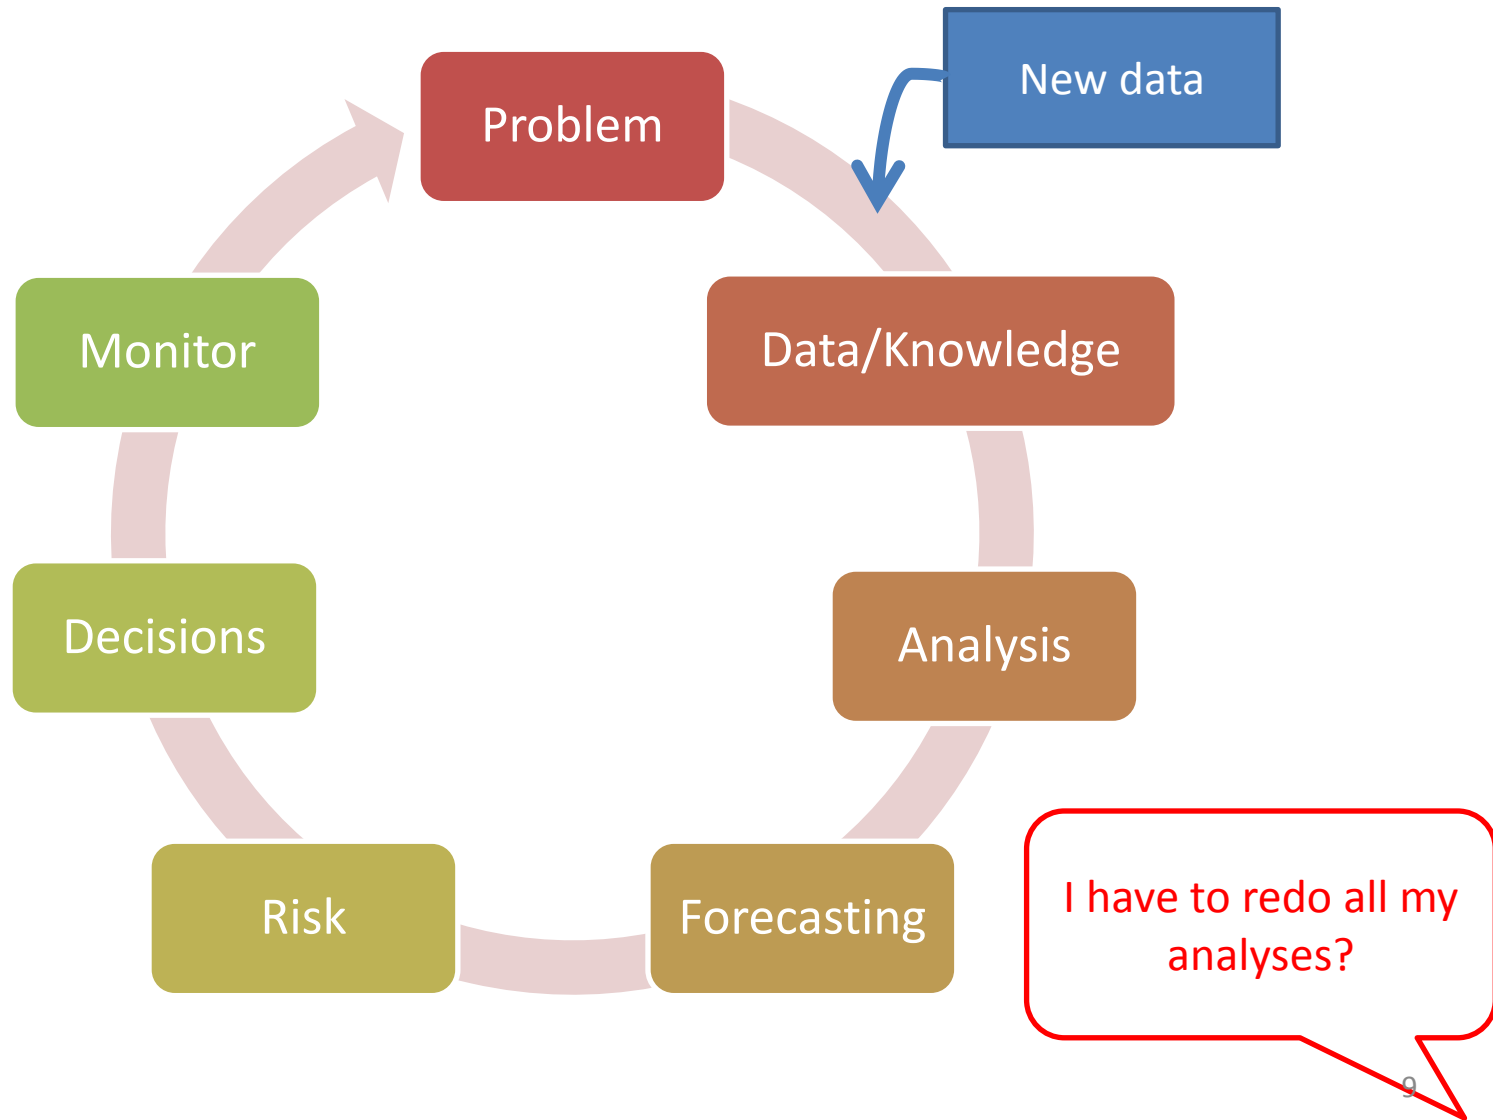 New data
Problem
Data/Knowledge
Monitor
Decisions
Analysis
Risk
Forecasting
I have to redo all my
analyses?
9